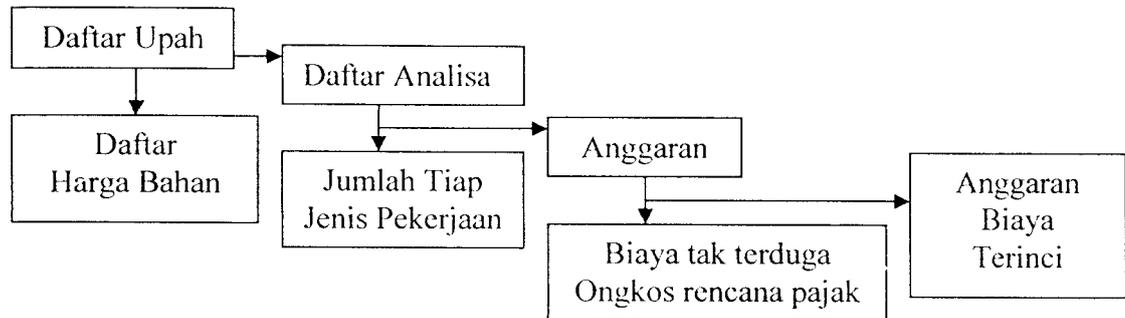 Daftar Upah
Daftar
Harga Bahan
Daftar Analisa
Jumlah Tiap
Jenis Pekerjaan
Anggaran
Biaya tak terduga
Ongkos rencana pajak
Anggaran
Biaya
Terinci